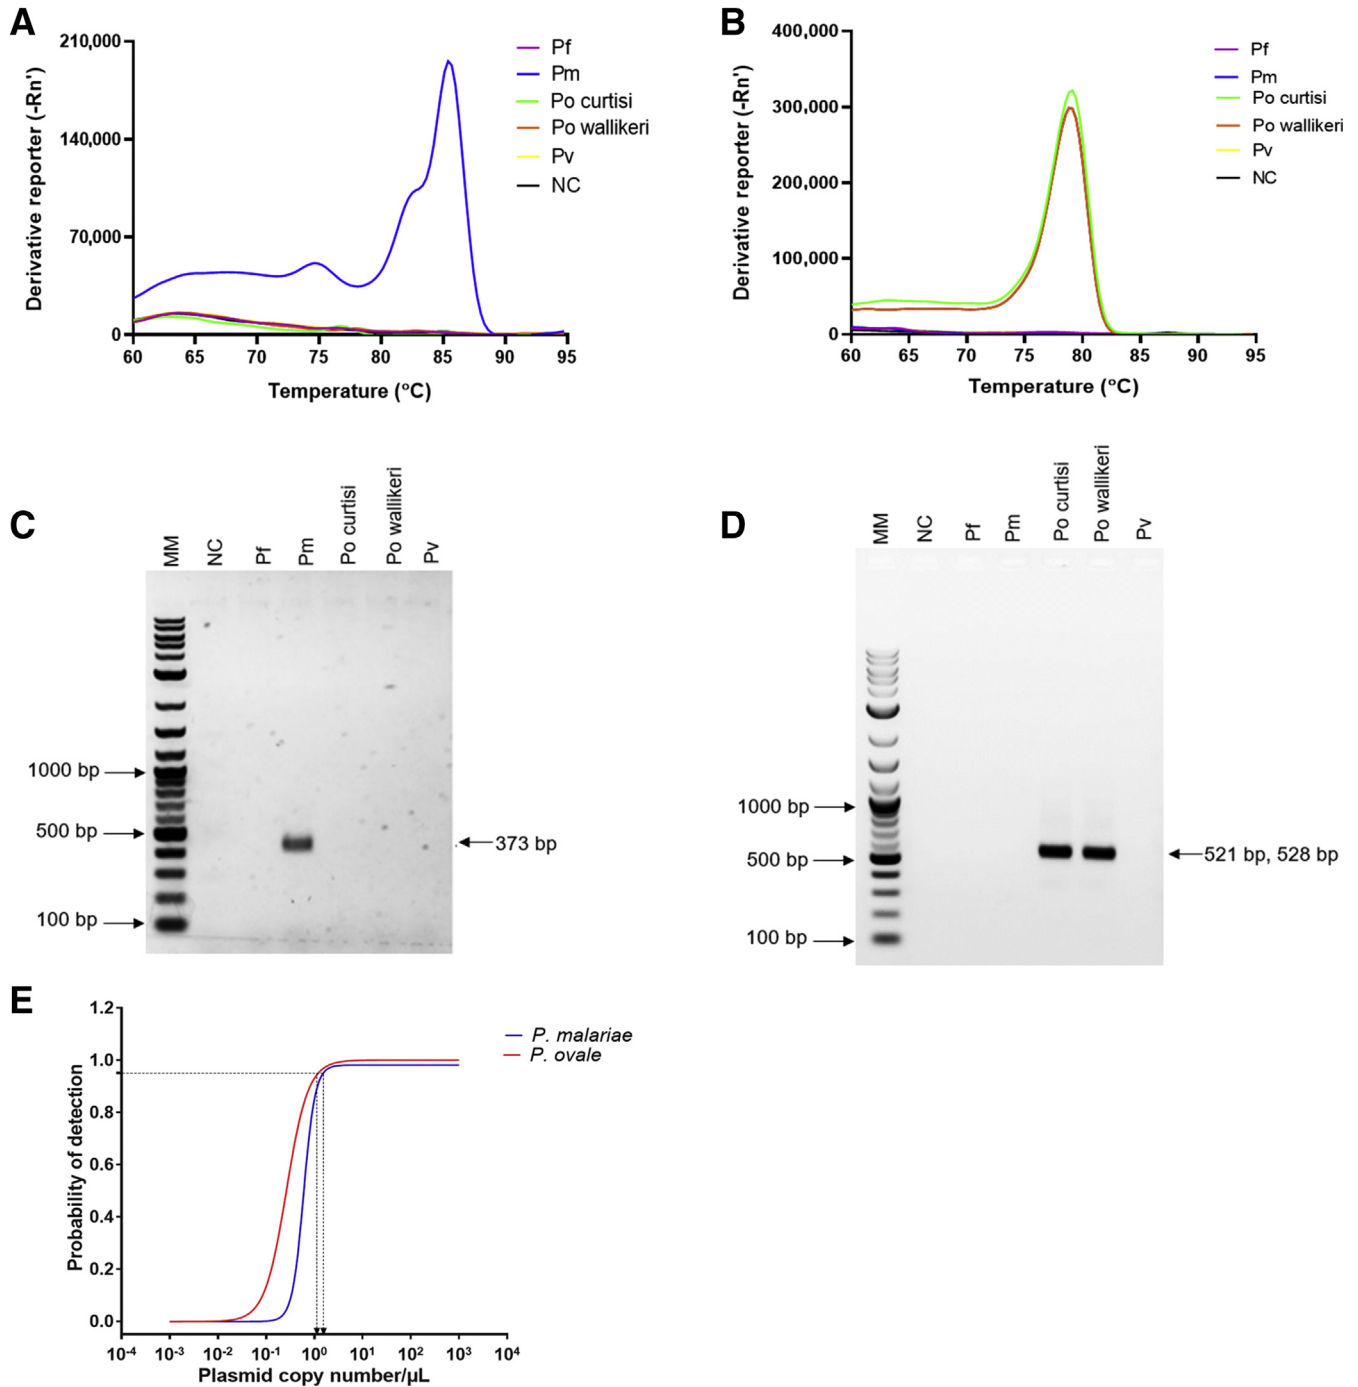 A
210,000
140,000
70,000
0
Derivative reporter (-Rn')
60 65 70 75 80 85 90 95
Temperature (°C)
Pf
Pm
Po curtisi
Po wallikeri
Pv
NC
B
400,000
300,000
200,000
100,000
0
Derivative reporter (-Rn')
60 65 70 75 80 85 90 95
Temperature (°C)
Pf
Pm
Po curtisi
Po wallikeri
Pv
NC
C
MM NC Pf Pm Po curtisi Po wallikeri Pv
1000 bp
500 bp
100 bp
373 bp
D
MM NC Pf Pm Po curtisi Po wallikeri Pv
1000 bp
500 bp
100 bp
521 bp, 528 bp
E
1.2
1.0
0.8
0.6
0.4
0.2
0.0
Probability of detection
10-4 10-3 10-2 10-1 100 101 102 103 104
Plasmid copy number/µL
P. malariae
P. ovale